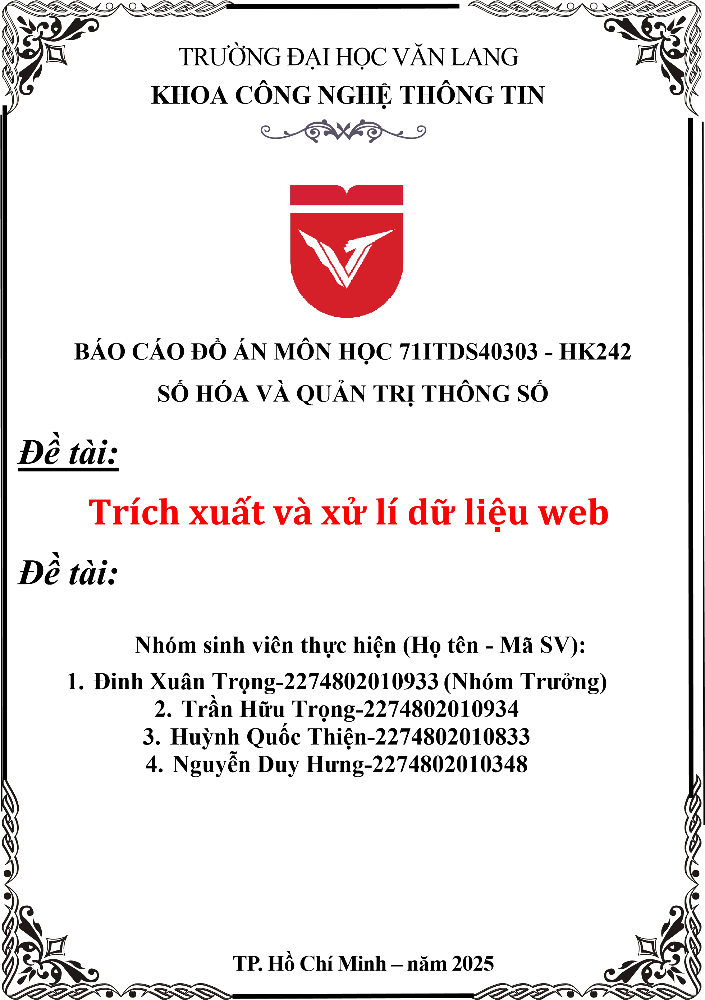 TRƯỜNG ĐẠI HỌC VĂN LANG
KHOA CÔNG NGHỆ THÔNG TIN
BÁO CÁO ĐỒ ÁN MÔN HỌC 71ITDS40303 - HK242
SỐ HÓA VÀ QUẢN TRỊ THÔNG SỐ
Đề tài:
Trích xuất và xử lí dữ liệu web
Đề tài:
Nhóm sinh viên thực hiện (Họ tên - Mã SV):
1. Đinh Xuân Trọng-2274802010933 (Nhóm Trưởng)
2. Trần Hữu Trọng-2274802010934
3. Huỳnh Quốc Thiện-2274802010833
4. Nguyễn Duy Hưng-2274802010348
TP. Hồ Chí Minh – năm 2025